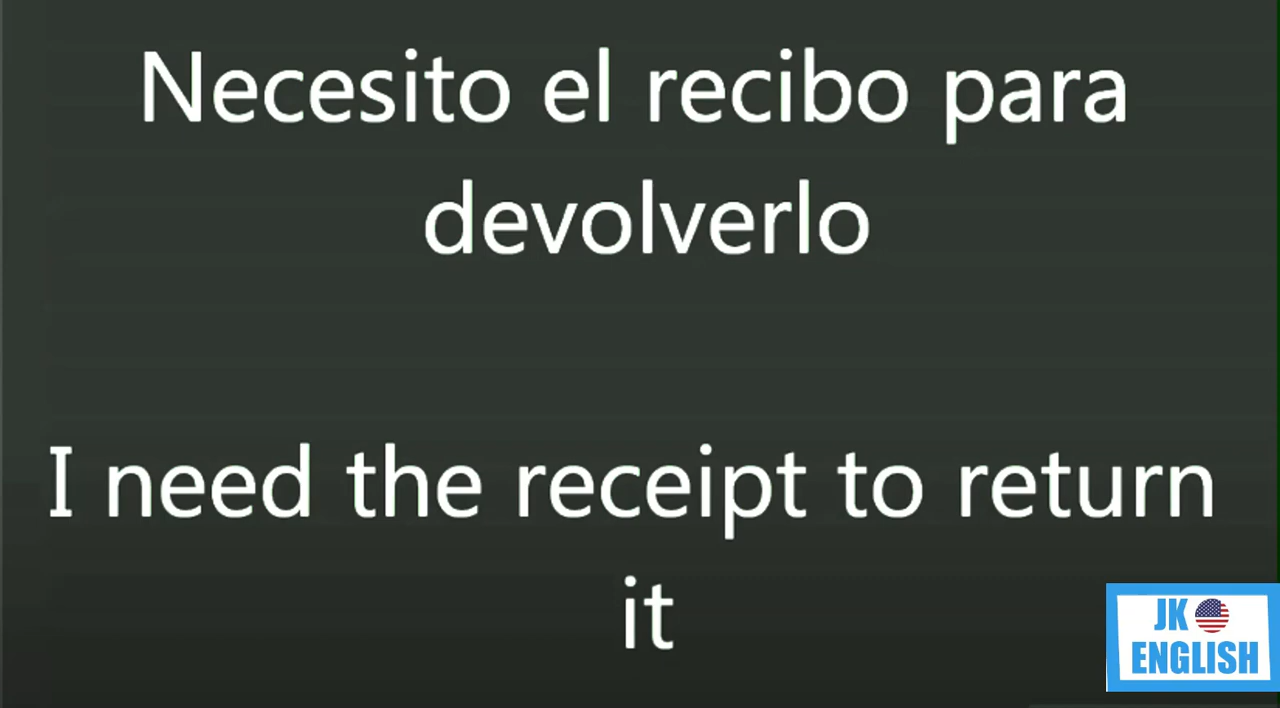 Necesito el recibo para
devolverlo
I need the receipt to return
it
JK
ENGLISH